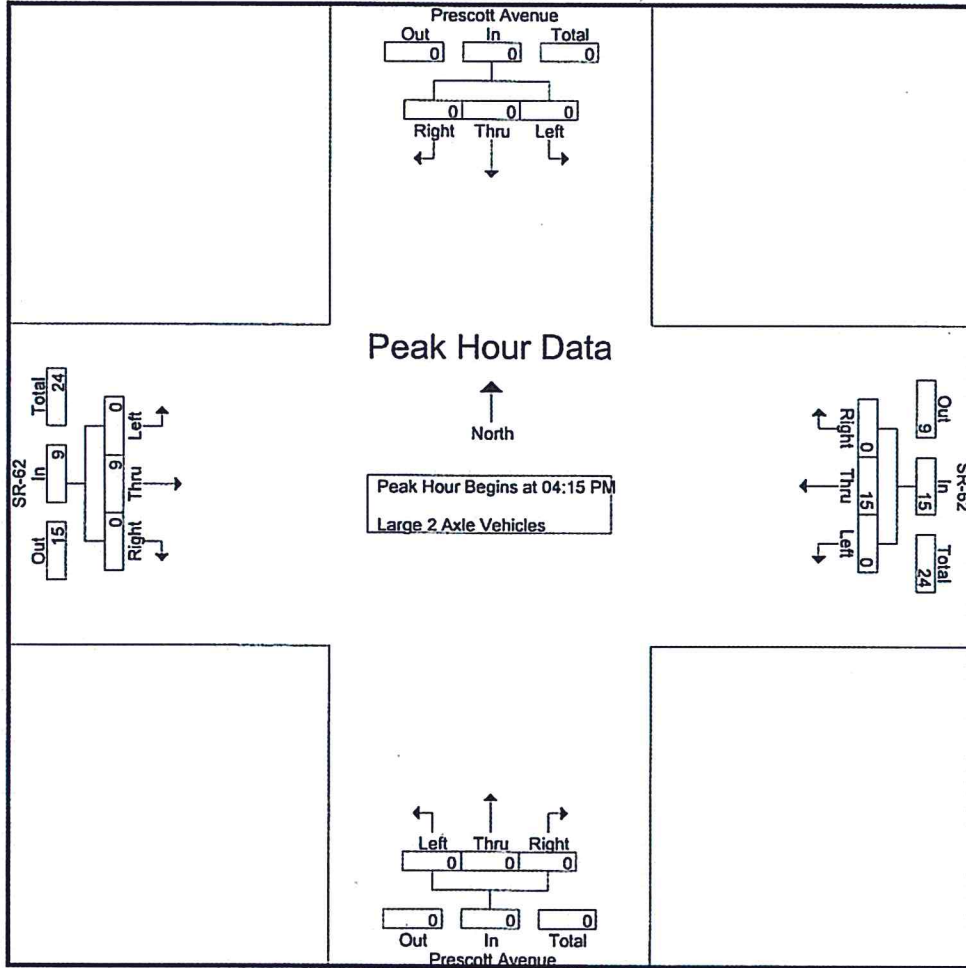 Prescott Avenue
Out In Total
0 0 0
0 0 0
Right Thru Left
Peak Hour Data
North
Peak Hour Begins at 04:15 PM
Large 2 Axle Vehicles
SR-62
Total In Out
24 9 15
0 9 0
Left Thru Right
Right Thru Left
0 15 0
Out In Total
9 15 24
SR-62
Left Thru Right
0 0 0
0 0 0
Out In Total
Prescott Avenue